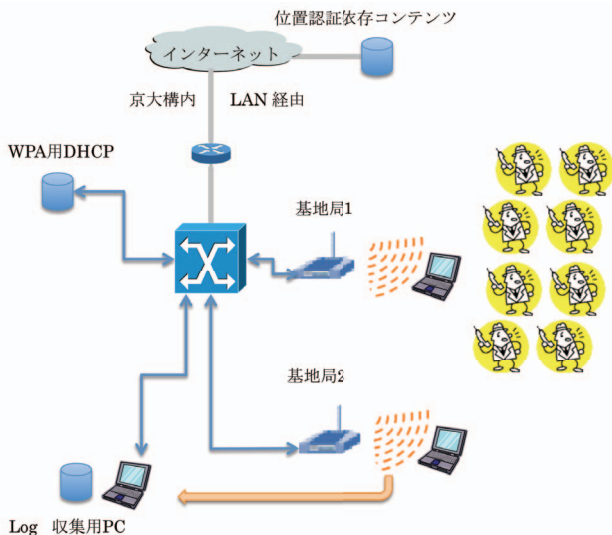 位置認証依存コンテンツ
インターネット
京大構内 LAN 経由
WPA用DHCP
基地局1
基地局2
Log 収集用PC